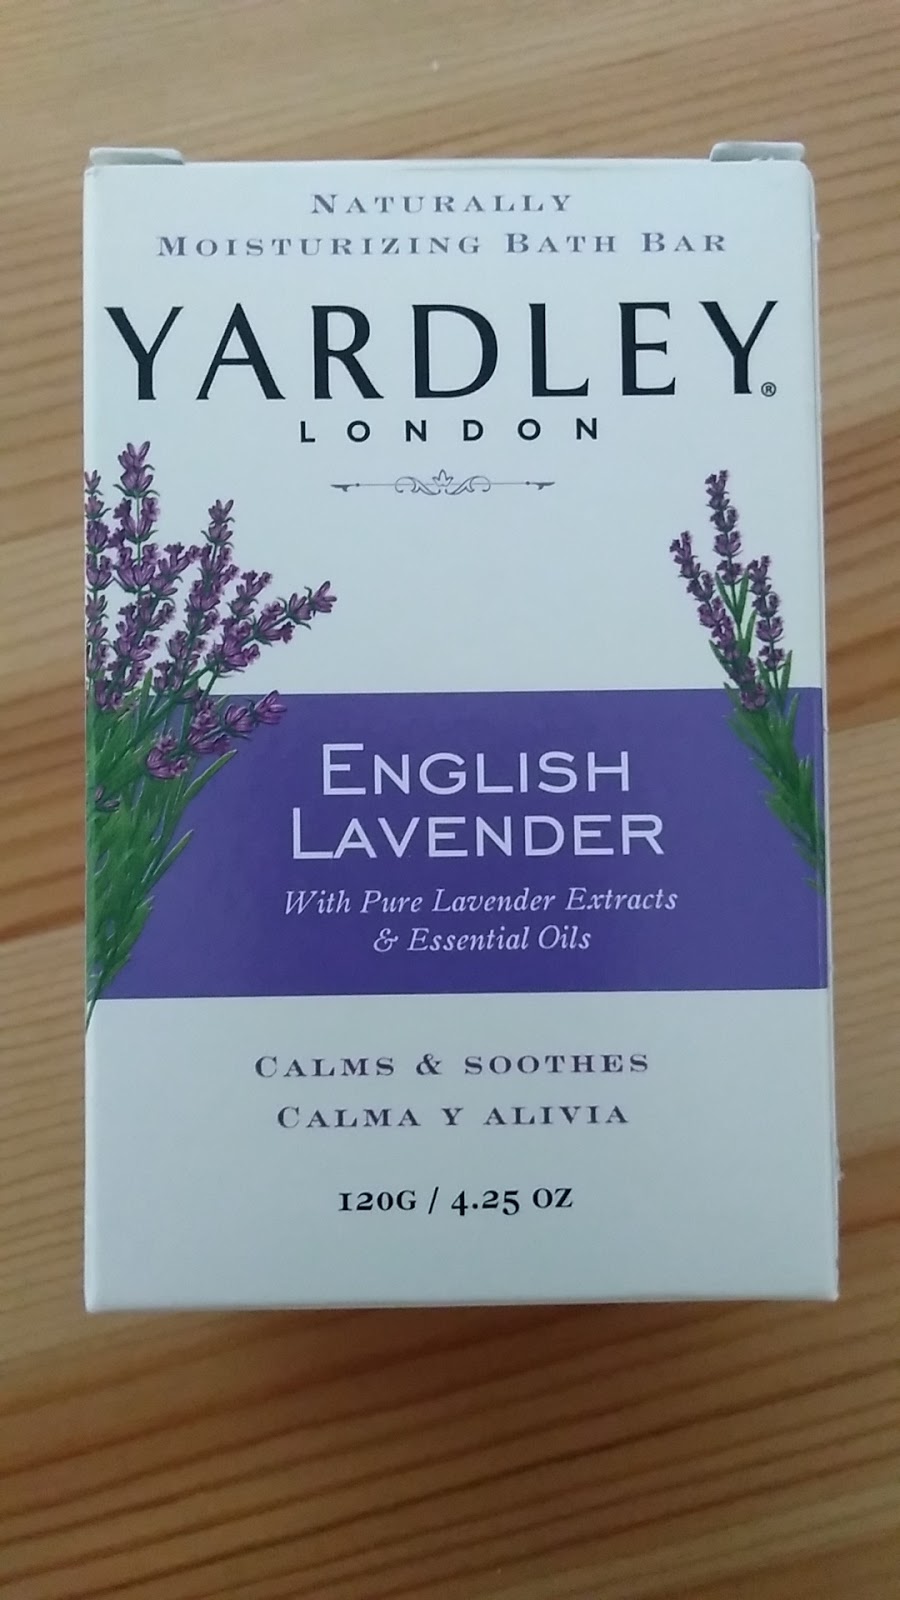 NATURALLY
MOISTURIZING BATH BAR
YARDLEY®
LONDON
ENGLISH
LAVENDER
With Pure Lavender Extracts
& Essential Oils
CALMS & SOOTHES
CALMA Y ALIVIA
120G / 4.25 OZ